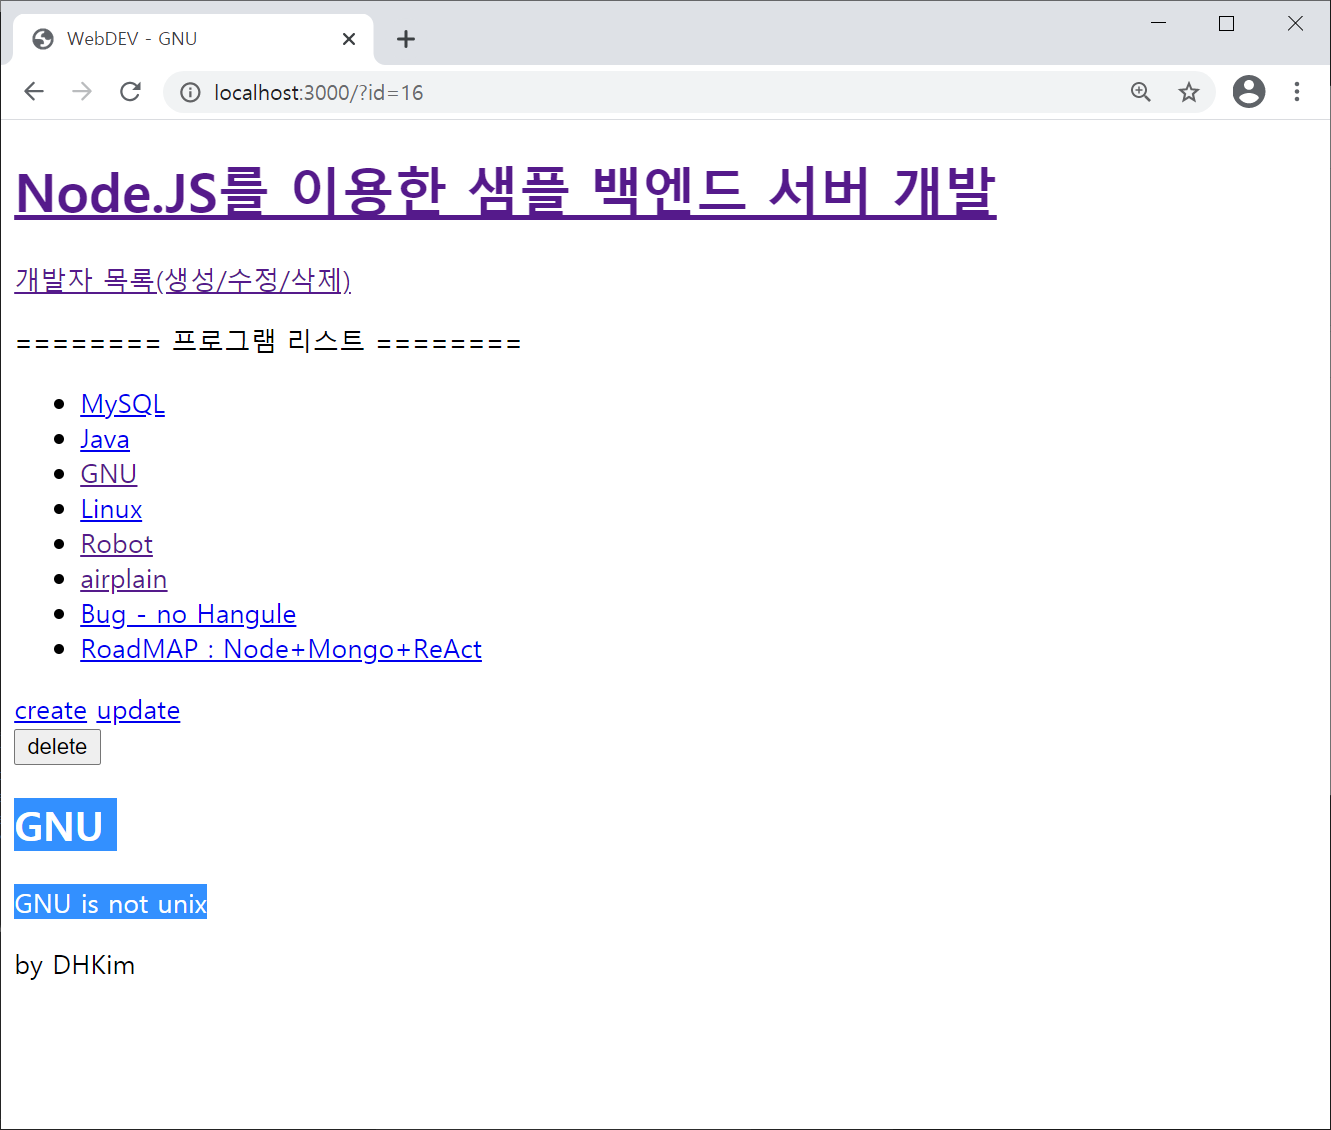 WebDEV - GNU
localhost:3000/?id=16
Node.JS를 이용한 샘플 백엔드 서버 개발
개발자 목록(생성/수정/삭제)
======== 프로그램 리스트 ========
MySQL
Java
GNU
Linux
Robot
airplain
Bug - no Hangule
RoadMAP : Node+Mongo+ReAct
create update
delete
GNU
GNU is not unix
by DHKim